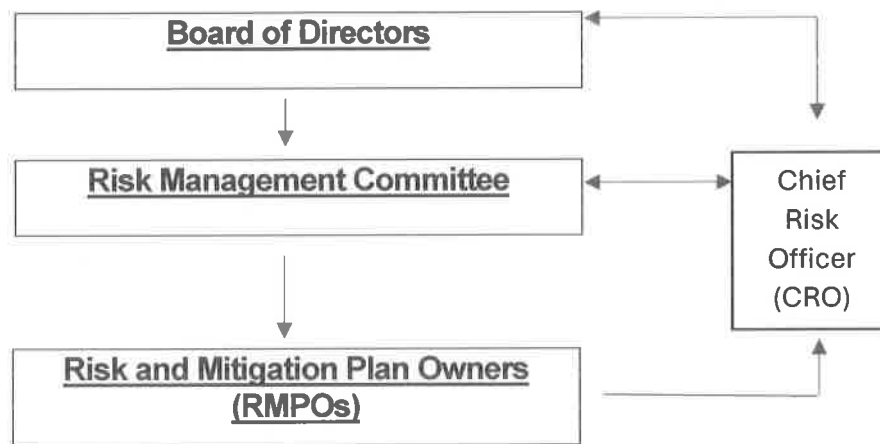 Board of Directors
Risk Management Committee
Chief
Risk
Officer
(CRO)
Risk and Mitigation Plan Owners
(RMPOs)